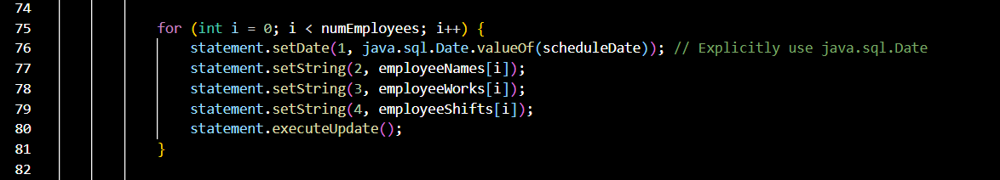 74
75 for (int i = 0; i < numEmployees; i++) {
76 statement.setDate(1, java.sql.Date.valueOf(scheduleDate)); // Explicitly use java.sql.Date
77 statement.setString(2, employeeNames[i]);
78 statement.setString(3, employeeWorks[i]);
79 statement.setString(4, employeeShifts[i]);
80 statement.executeUpdate();
81 }
82